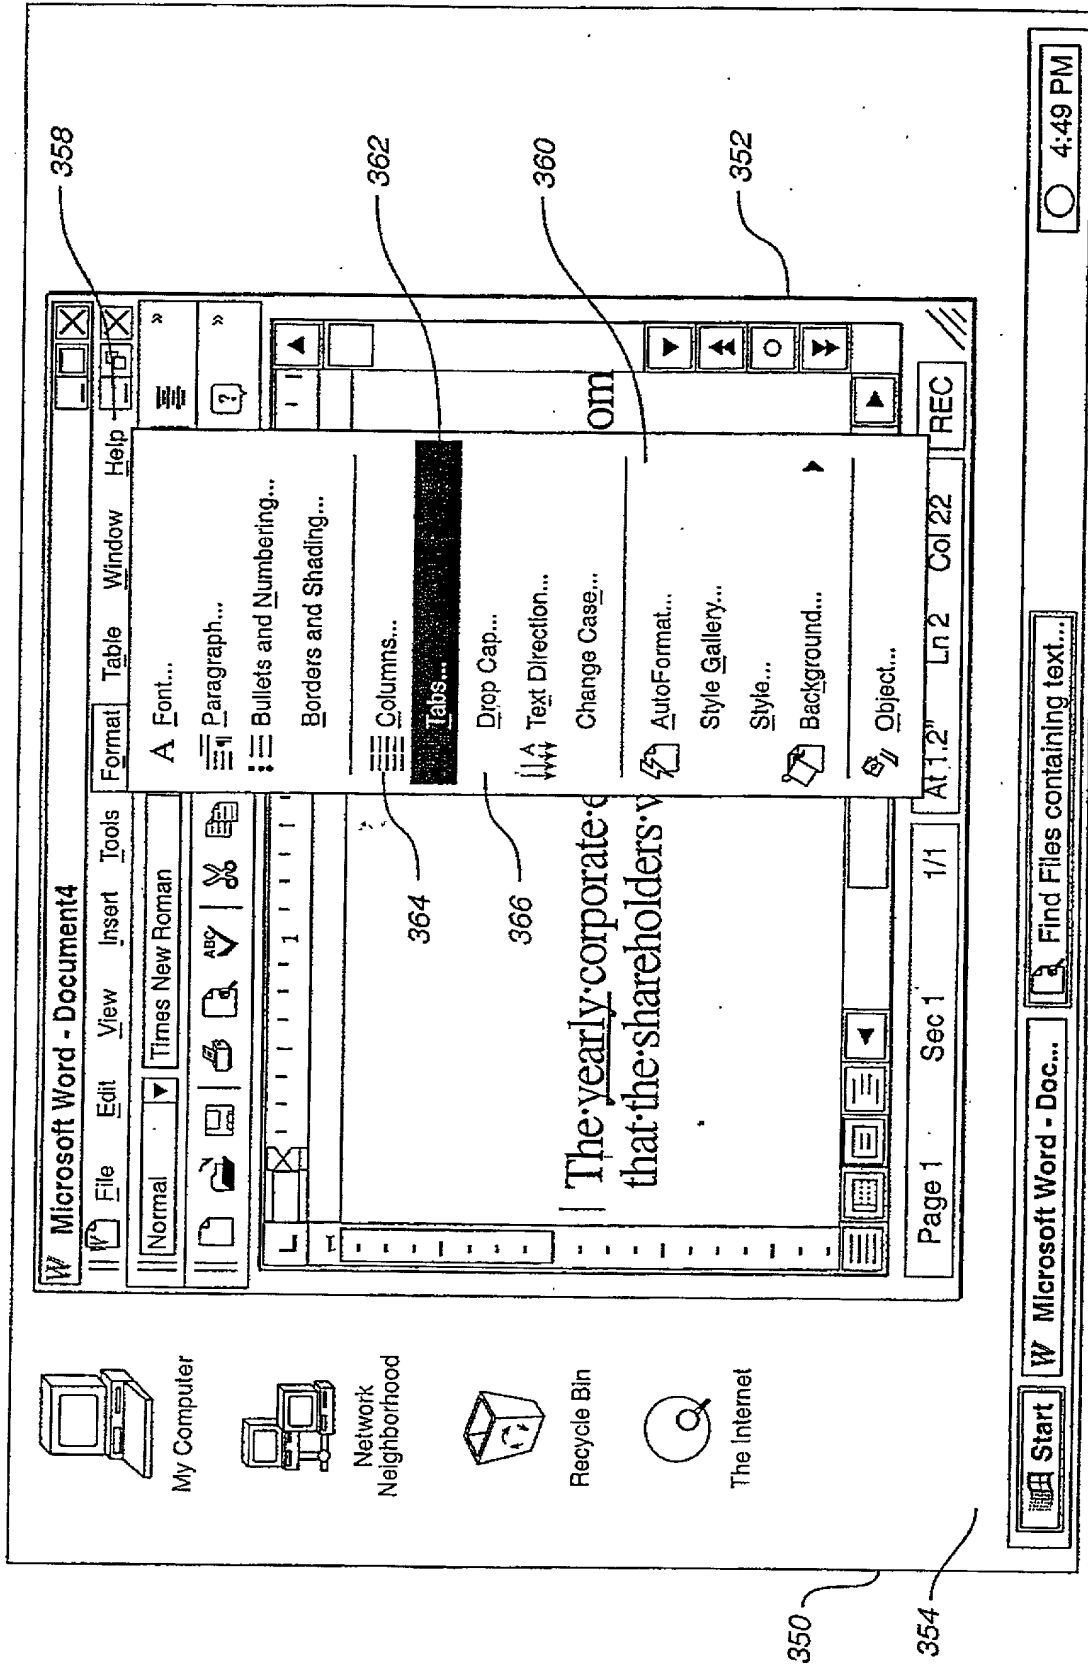 358
362
360
352
W Microsoft Word - Document4
W File Edit View Insert Tools Format Table Window Help
Normal Times New Roman
»
ABC ? »
L 1
1
A Font...
Paragraph...
Bullets and Numbering...
Borders and Shading...
Columns...
Tabs...
Drop Cap...
Text Direction...
Change Case...
AutoFormat...
Style Gallery...
Style...
Background...
Object...
364
366
The·yearly·corporate·e om
that·the·shareholders·v
Page 1 Sec 1 1/1 At 1.2" Ln 2 Col 22 REC
My Computer
Network
Neighborhood
Recycle Bin
The Internet
Start W Microsoft Word - Doc... Find Files containing text... 4:49 PM
350
354